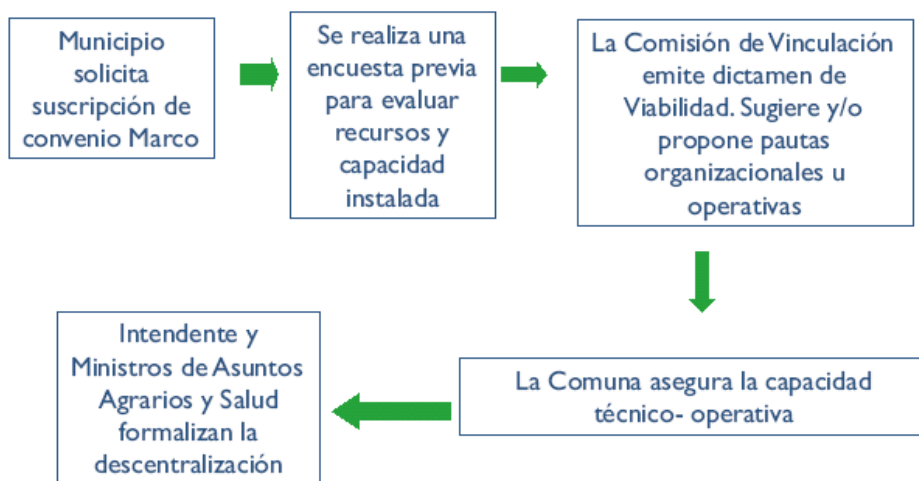 Municipio
solicita
suscripción de
convenio Marco
Se realiza una
encuesta previa
para evaluar
recursos y
capacidad
instalada
La Comisión de Vinculación
emite dictamen de
Viabilidad. Sugiere y/o
propone pautas
organizacionales u
operativas
La Comuna asegura la capacidad
técnico- operativa
Intendente y
Ministros de Asuntos
Agrarios y Salud
formalizan la
descentralización